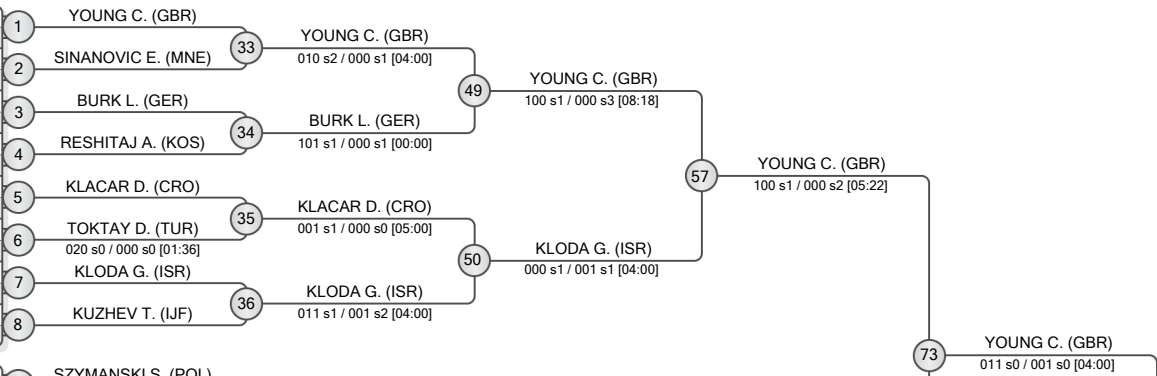 1
YOUNG C. (GBR)
2
SINANOVIC E. (MNE)
3
BURK L. (GER)
4
RESHITAJ A. (KOS)
5
KLACAR D. (CRO)
6
TOKTAY D. (TUR)
020 s0 / 000 s0 [01:36]
7
KLODA G. (ISR)
8
KUZHEV T. (IJF)
SZYMANSKI S. (POL)
33
YOUNG C. (GBR)
010 s2 / 000 s1 [04:00]
34
BURK L. (GER)
101 s1 / 000 s1 [00:00]
35
KLACAR D. (CRO)
001 s1 / 000 s0 [05:00]
36
KLODA G. (ISR)
011 s1 / 001 s2 [04:00]
49
YOUNG C. (GBR)
100 s1 / 000 s3 [08:18]
50
KLODA G. (ISR)
000 s1 / 001 s1 [04:00]
57
YOUNG C. (GBR)
100 s1 / 000 s2 [05:22]
73
YOUNG C. (GBR)
011 s0 / 001 s0 [04:00]